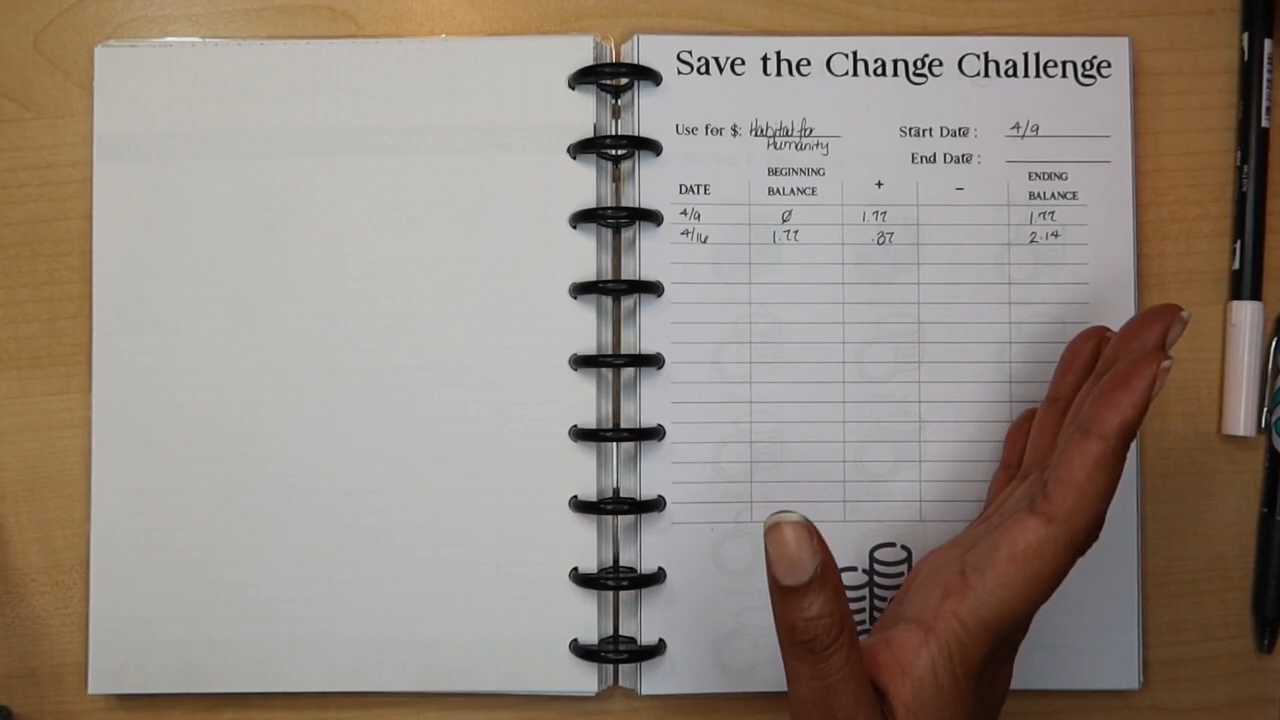 Save the Change Challenge
Use for $: Habitat for Humanity
Start Date: 4/9
End Date:
DATE BEGINNING BALANCE + - ENDING BALANCE
4/9 Ø 1.77 1.77
4/16 1.77 .37 2.14